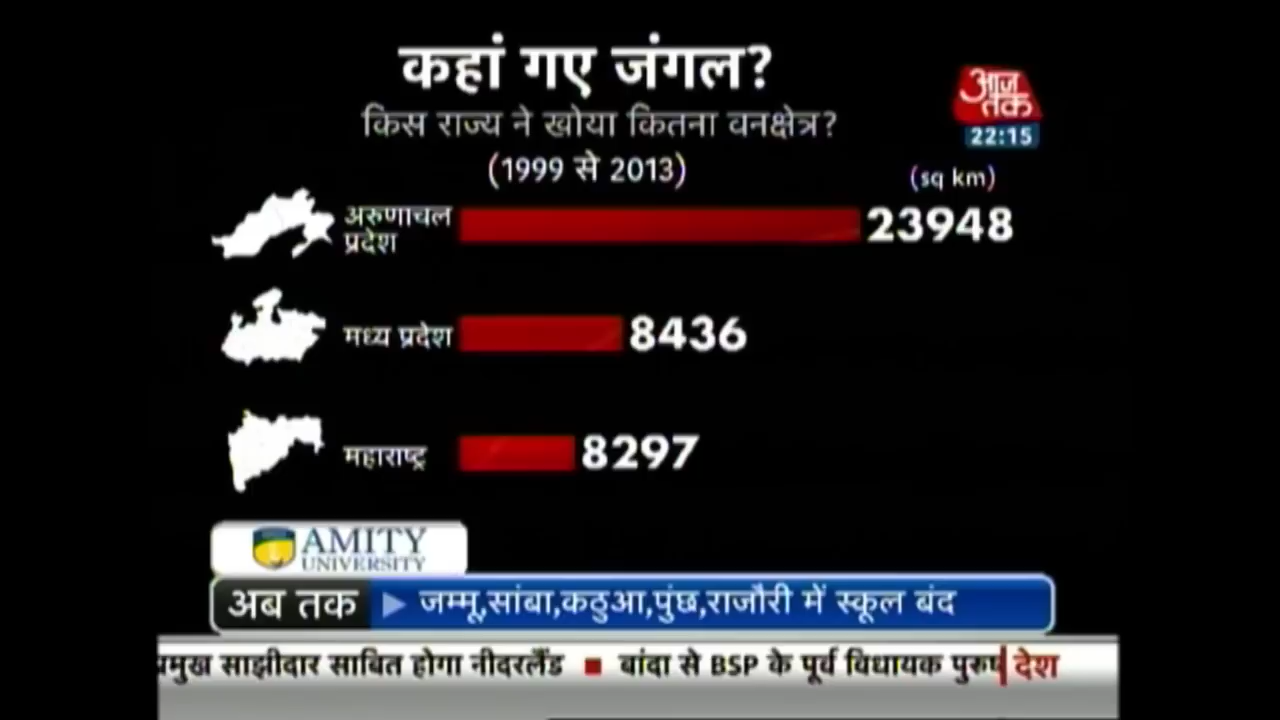 कहां गए जंगल?
किस राज्य ने खोया कितना वनक्षेत्र?
(1999 से 2013)
(sq km)
आज
तक
22:15
अरुणाचल
प्रदेश
23948
मध्य प्रदेश
8436
महाराष्ट्र
8297
AMITY
UNIVERSITY
अब तक
जम्मू,सांबा,कठुआ,पुंछ,राजौरी में स्कूल बंद
साझीदार साबित होगा नीदरलैंड ■ बांदा से BSP के पूर्व विधायक
देश